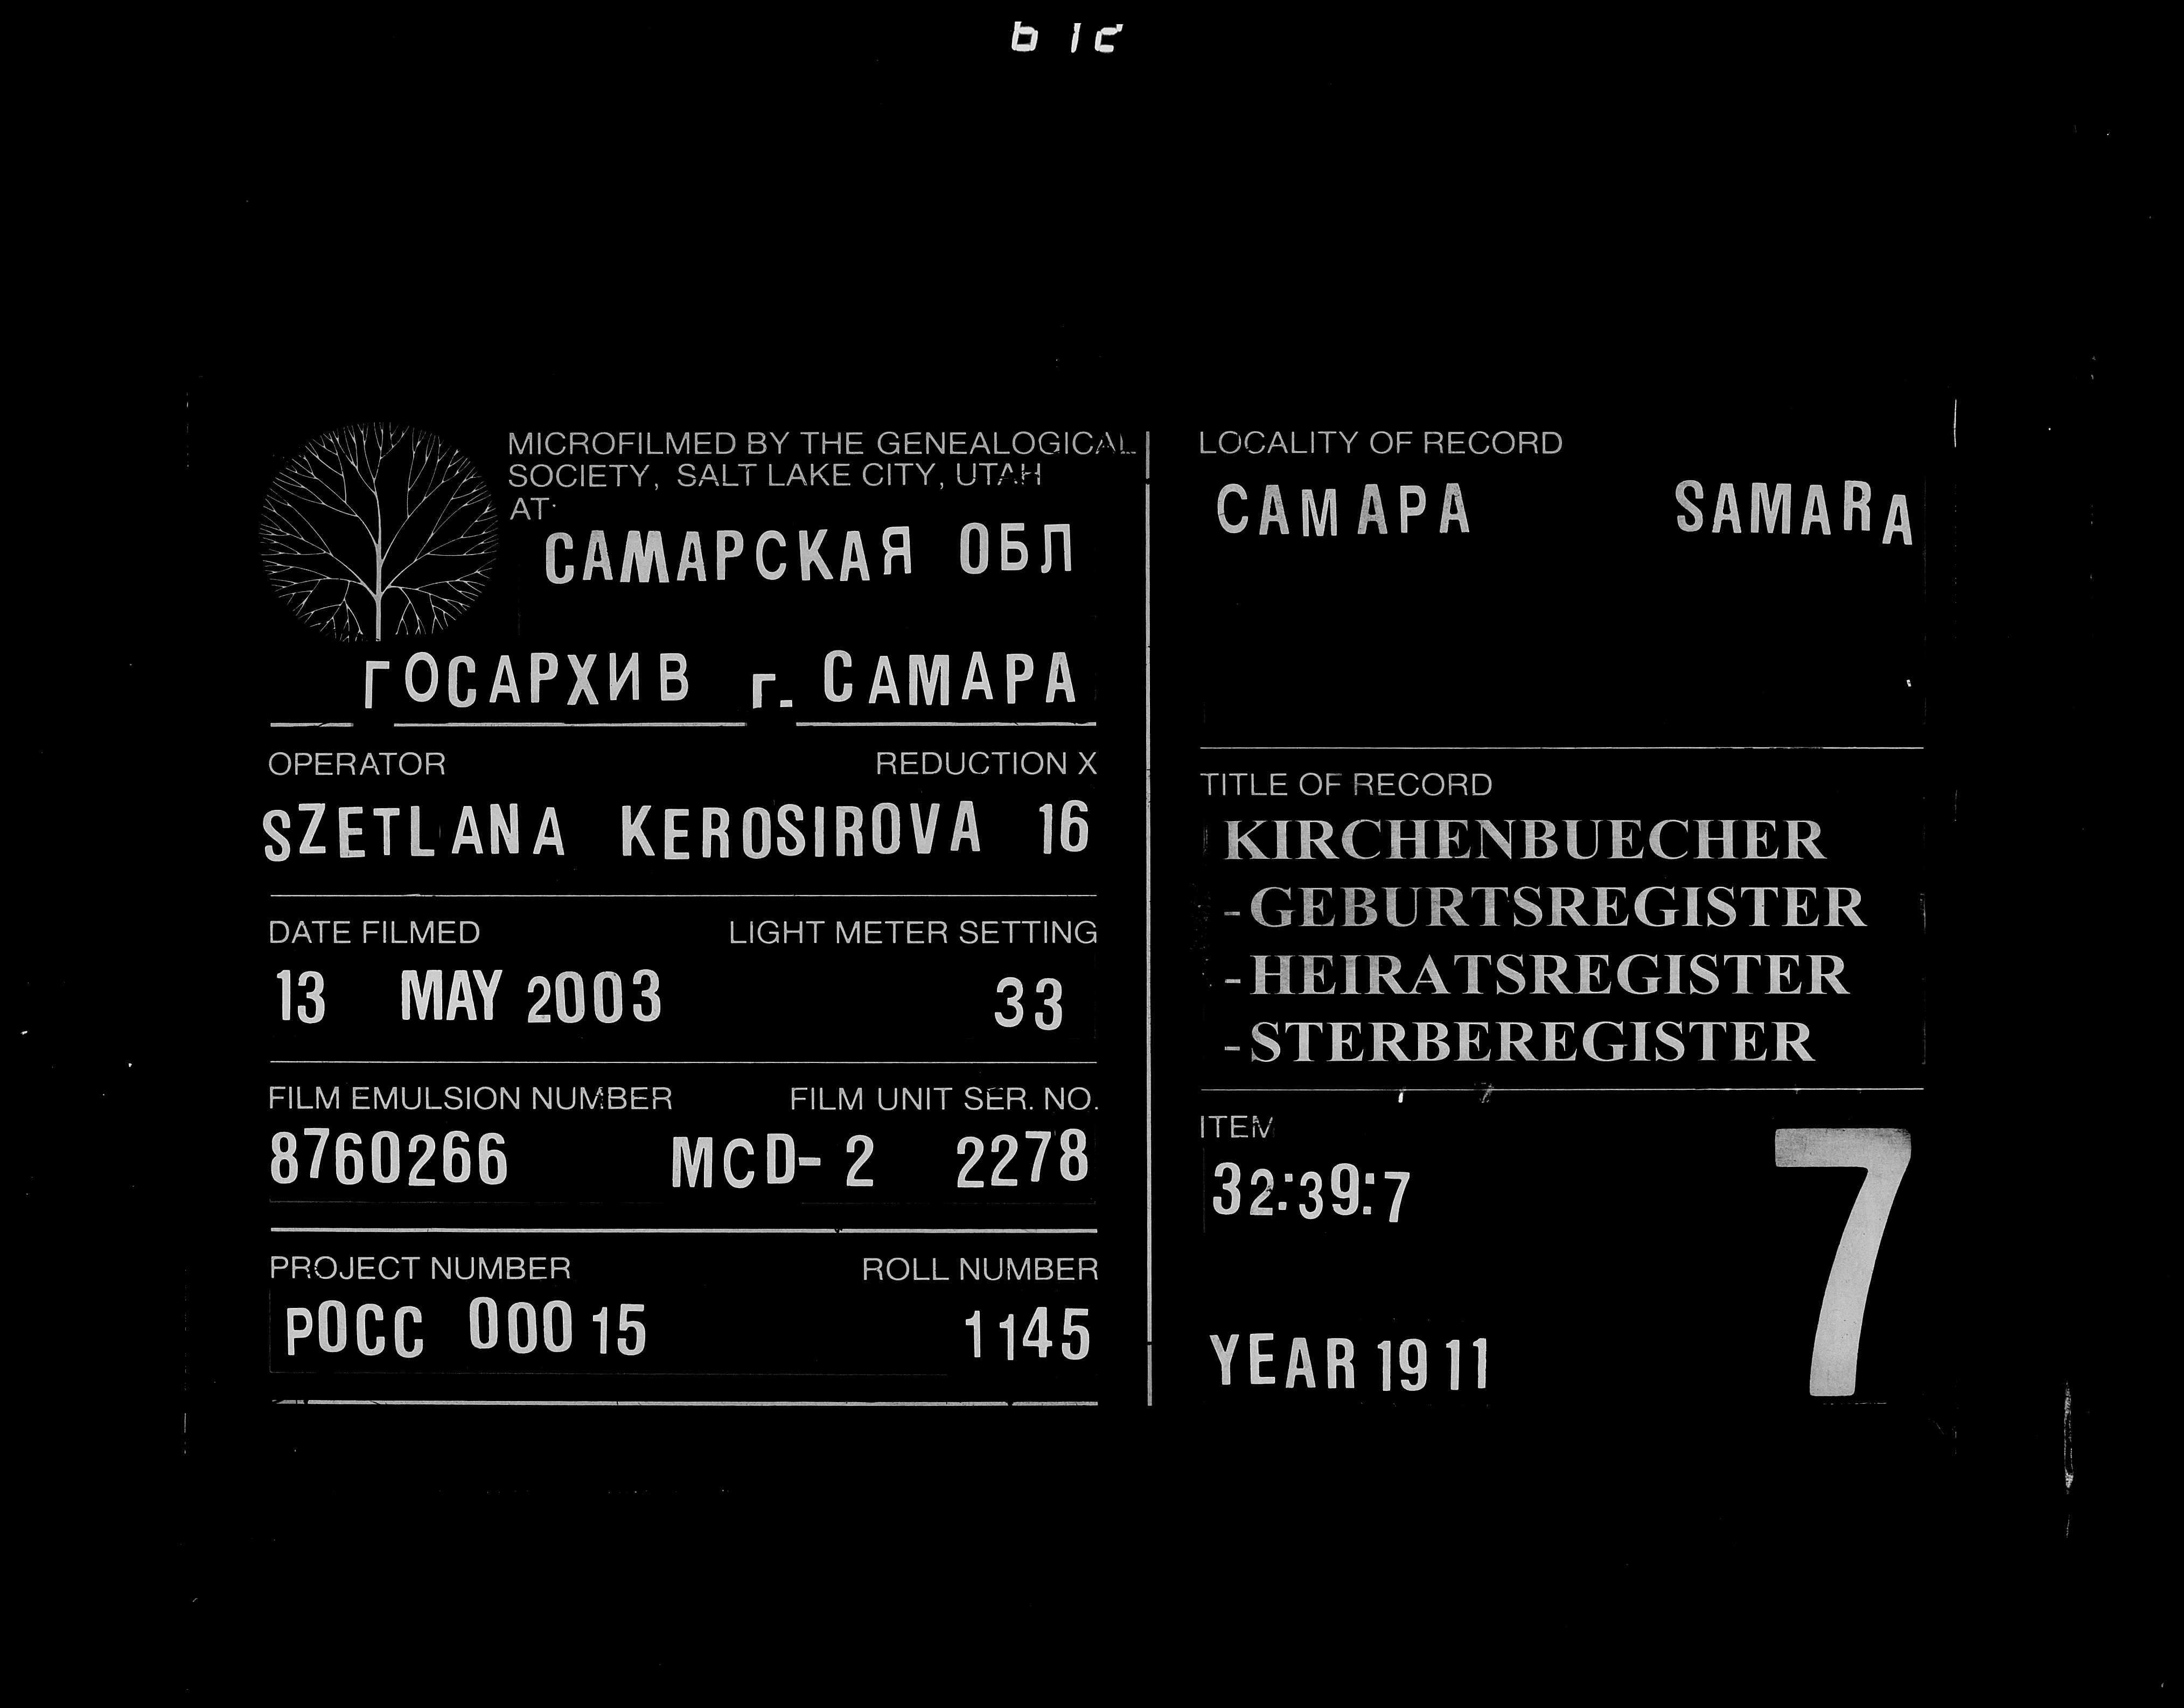 MICROFILMED BY THE GENEALOGICAL
SOCIETY, SALT LAKE CITY, UTAH
AT:
САМАРСКАЯ ОБЛ
ГОСАРХИВ г. САМАРА
OPERATOR REDUCTION X
SZETLANA KEROSIROVA 16
DATE FILMED LIGHT METER SETTING
13 MAY 2003 33
FILM EMULSION NUMBER FILM UNIT SER. NO.
8760266 MCD-2 2278
PROJECT NUMBER ROLL NUMBER
РОСС 00015 1145
LOCALITY OF RECORD
САМАРА SAMARA
TITLE OF RECORD
KIRCHENBUECHER
-GEBURTSREGISTER
-HEIRATSREGISTER
-STERBEREGISTER
ITEM
32:39:7
7
YEAR 1911